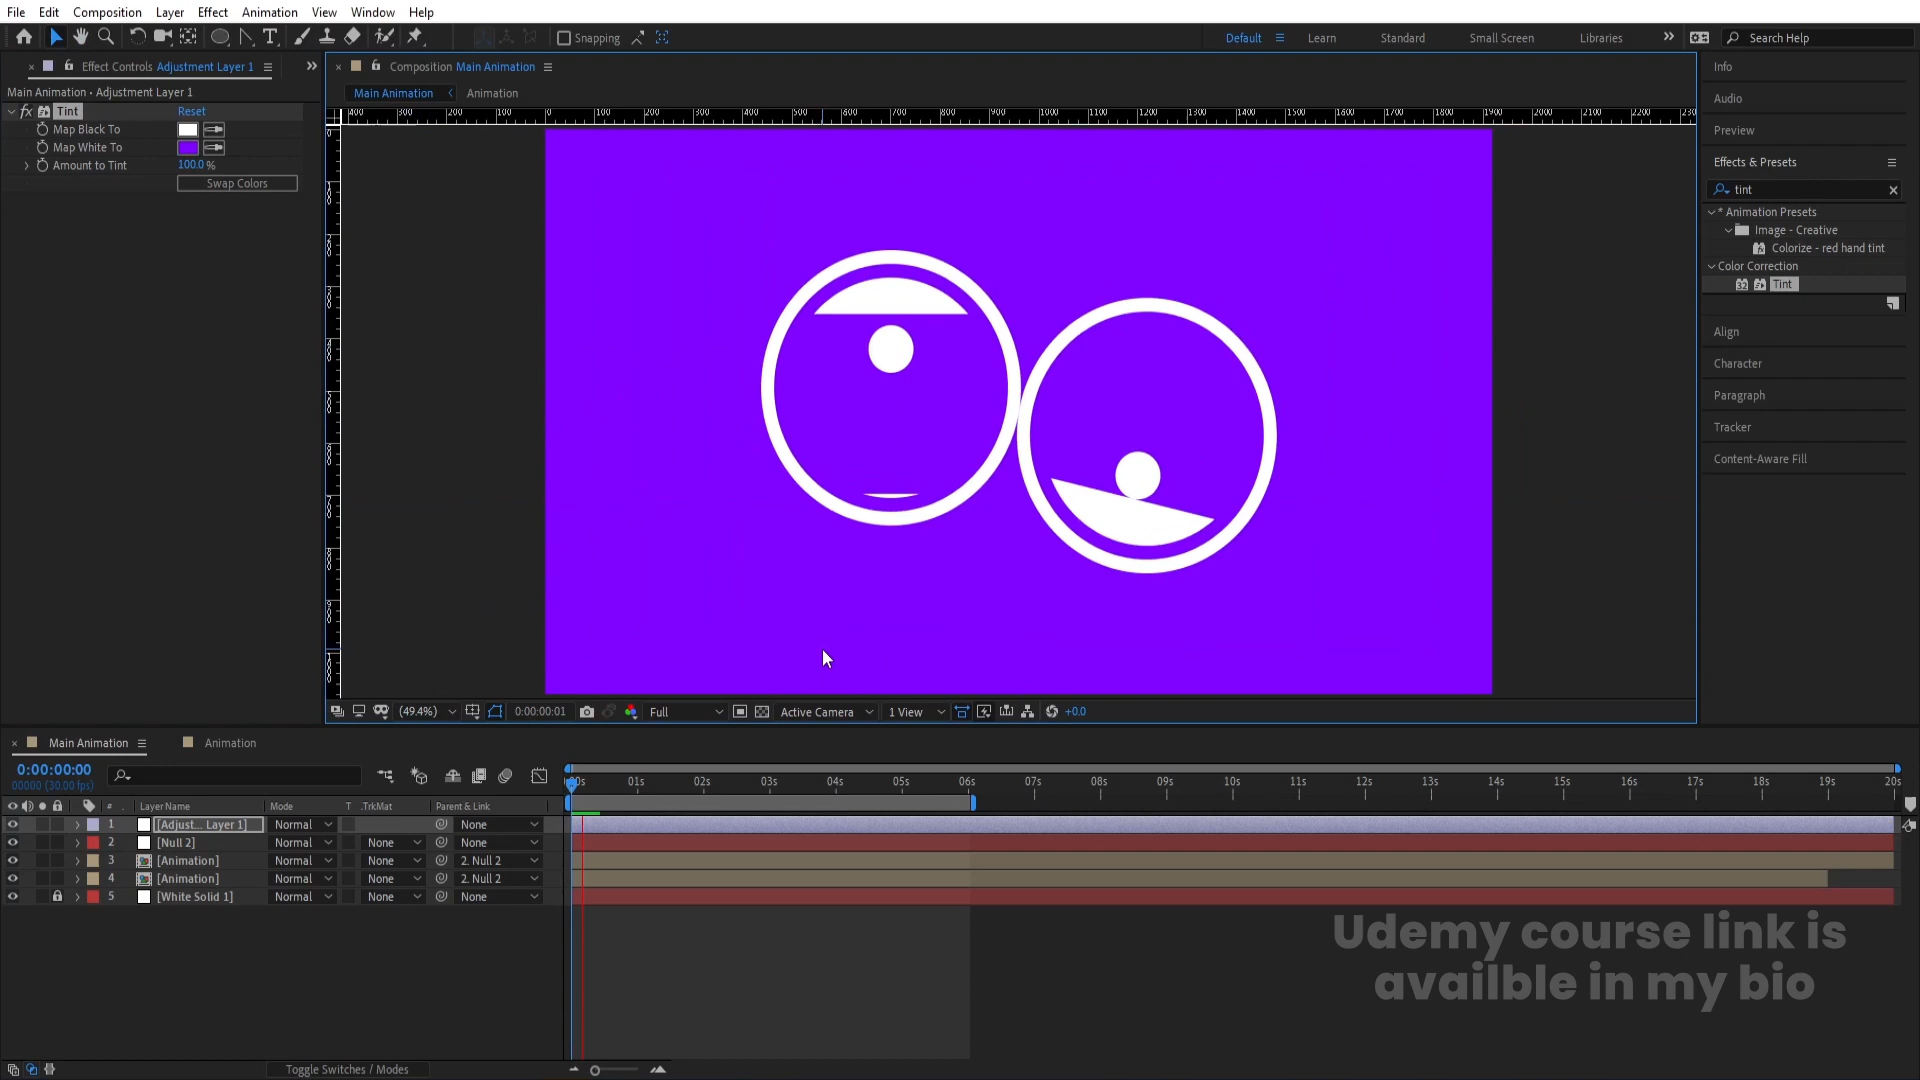 File Edit Composition Layer Effect Animation View Window Help
Snapping
Default Learn Standard Small Screen Libraries Search Help
Effect Controls Adjustment Layer 1
Main Animation • Adjustment Layer 1
fx Tint Reset
Map Black To
Map White To
Amount to Tint 100.0 %
Swap Colors
Composition Main Animation
Main Animation Animation
(49.4%) 0:00:00:01 Full Active Camera 1 View +0.0
Info
Audio
Preview
Effects & Presets
tint
* Animation Presets
Image - Creative
Colorize - red hand tint
Color Correction
32 Tint
Align
Character
Paragraph
Tracker
Content-Aware Fill
Main Animation Animation
0:00:00:00
00000 (30.00 fps)
01s 02s 03s 04s 05s 06s 07s 08s 09s 10s 11s 12s 13s 14s 15s 16s 17s 18s 19s 20s
# Layer Name Mode T .TrkMat Parent & Link
1 [Adjust... Layer 1] Normal None
2 [Null 2] Normal None None
3 [Animation] Normal None 2. Null 2
4 [Animation] Normal None 2. Null 2
5 [White Solid 1] Normal None None
Udemy course link is
availble in my bio
Toggle Switches / Modes